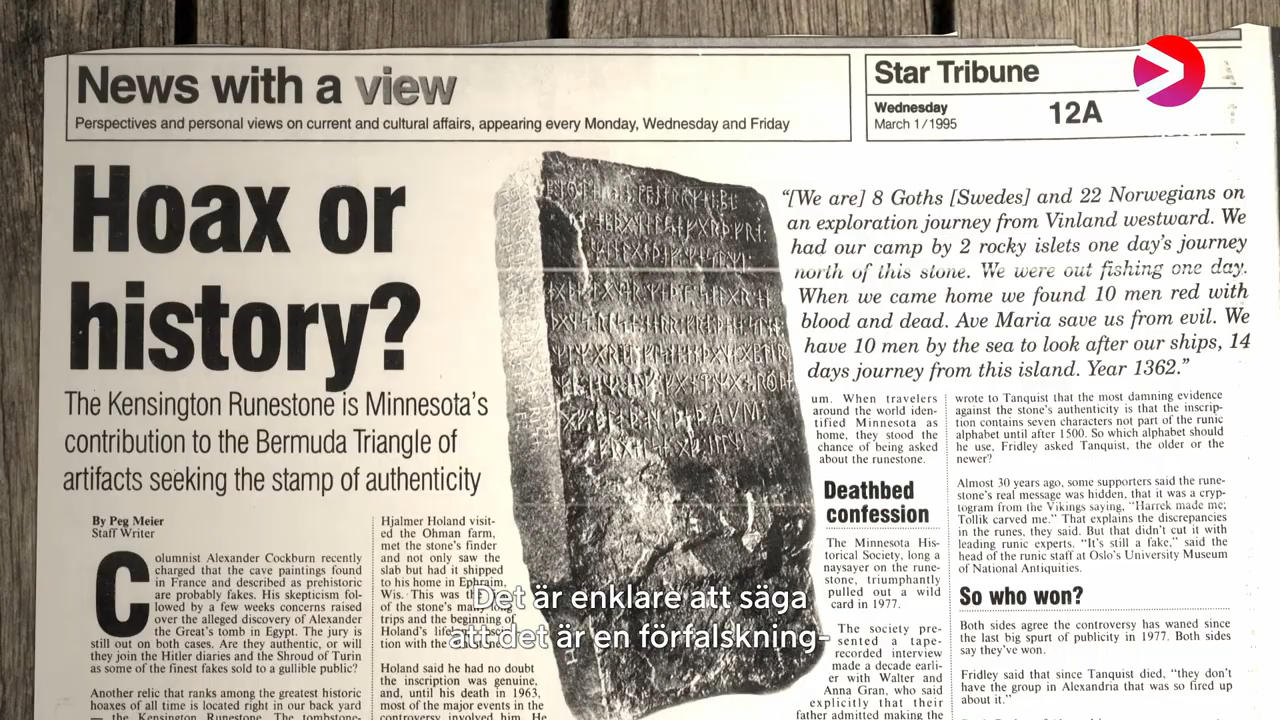 News with a view
Perspectives and personal views on current and cultural affairs, appearing every Monday, Wednesday and Friday
Star Tribune
Wednesday
March 1/1995
12A
Hoax or
history?
The Kensington Runestone is Minnesota's
contribution to the Bermuda Triangle of
artifacts seeking the stamp of authenticity
"[We are] 8 Goths [Swedes] and 22 Norwegians on
an exploration journey from Vinland westward. We
had our camp by 2 rocky islets one day's journey
north of this stone. We were out fishing one day.
When we came home we found 10 men red with
blood and dead. Ave Maria save us from evil. We
have 10 men by the sea to look after our ships, 14
days journey from this island. Year 1362."
By Peg Meier
Staff Writer
Columnist Alexander Cockburn recently
charged that the cave paintings found
in France and described as prehistoric
are probably fakes. His skepticism fol-
lowed by a few weeks concerns raised
over the alleged discovery of Alexander
the Great's tomb in Egypt. The jury is
still out on both cases. Are they authentic, or will
they join the Hitler diaries and the Shroud of Turin
as some of the finest fakes sold to a gullible public?
Another relic that ranks among the greatest historic
hoaxes of all time is located right in our back yard
— the Kensington Runestone. The tombstone-
Hjalmer Holand visit-
ed the Ohman farm,
met the stone's finder
and not only saw the
slab but had it shipped
to his home in Ephraim,
Wis. This was the
of the stone's
trips and the beginning of
Holand's
tion with the
Holand said he had no doubt
the inscription was genuine,
and, until his death in 1963,
most of the major events in the
controversy involved him. He
um. When travelers
around the world iden-
tified Minnesota as
home, they stood the
chance of being asked
about the runestone.
Deathbed
confession
The Minnesota His-
torical Society, long a
naysayer on the rune-
stone, triumphantly
pulled out a wild
card in 1977.
The society pre-
sented a tape-
recorded interview
made a decade earli-
er with Walter and
Anna Gran, who said
explicitly that their
father admitted making the
wrote to Tanquist that the most damning evidence
against the stone's authenticity is that the inscrip-
tion contains seven characters not part of the runic
alphabet until after 1500. So which alphabet should
he use, Fridley asked Tanquist, the older or the
newer?
Almost 30 years ago, some supporters said the rune-
stone's real message was hidden, that it was a cryp-
togram from the Vikings saying, "Harrek made me;
Tollik carved me." That explains the discrepancies
in the runes, they said. But that didn't cut it with
leading runic experts. "It's still a fake," said the
head of the runic staff at Oslo's University Museum
of National Antiquities.
So who won?
Both sides agree the controversy has waned since
the last big spurt of publicity in 1977. Both sides
say they've won.
Fridley said that since Tanquist died, "they don't
have the group in Alexandria that was so fired up
about it."
Det är enklare att säga
att det är en förfalskning-